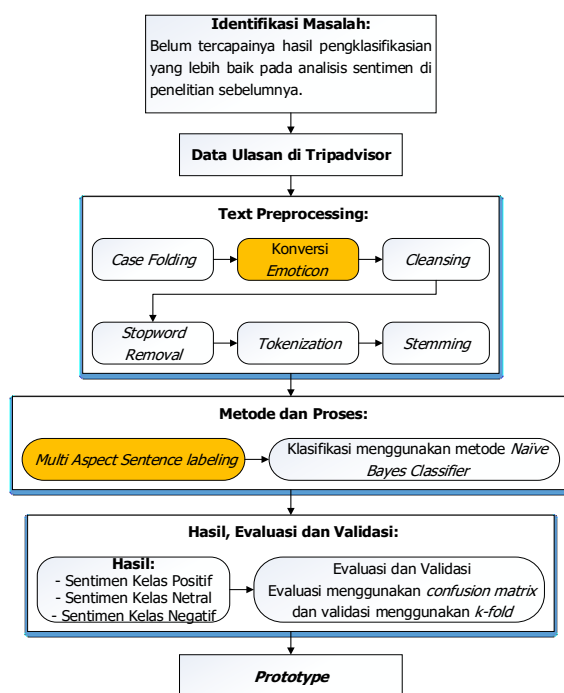 Identifikasi Masalah:
Belum tercapainya hasil pengklasifikasian
yang lebih baik pada analisis sentimen di
penelitian sebelumnya.
Data Ulasan di Tripadvisor
Text Preprocessing:
Case Folding
Konversi
Emoticon
Cleansing
Stopword
Removal
Tokenization
Stemming
Metode dan Proses:
Multi Aspect Sentence labeling
Klasifikasi menggunakan metode Naïve
Bayes Classifier
Hasil, Evaluasi dan Validasi:
Hasil:
- Sentimen Kelas Positif
- Sentimen Kelas Netral
- Sentimen Kelas Negatif
Evaluasi dan Validasi
Evaluasi menggunakan confusion matrix
dan validasi menggunakan k-fold
Prototype